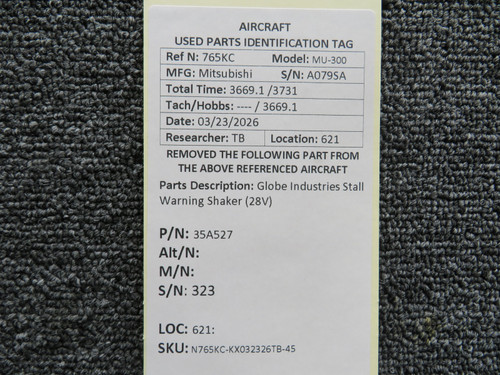 AIRCRAFT
USED PARTS IDENTIFICATION TAG
Ref N: 765KC Model: MU-300
MFG: Mitsubishi S/N: A079SA
Total Time: 3669.1 /3731
Tach/Hobbs: ---- / 3669.1
Date: 03/23/2026
Researcher: TB Location: 621
REMOVED THE FOLLOWING PART FROM
THE ABOVE REFERENCED AIRCRAFT
Parts Description: Globe Industries Stall
Warning Shaker (28V)
P/N: 35A527
Alt/N:
M/N:
S/N: 323
LOC: 621:
SKU: N765KC-KX032326TB-45